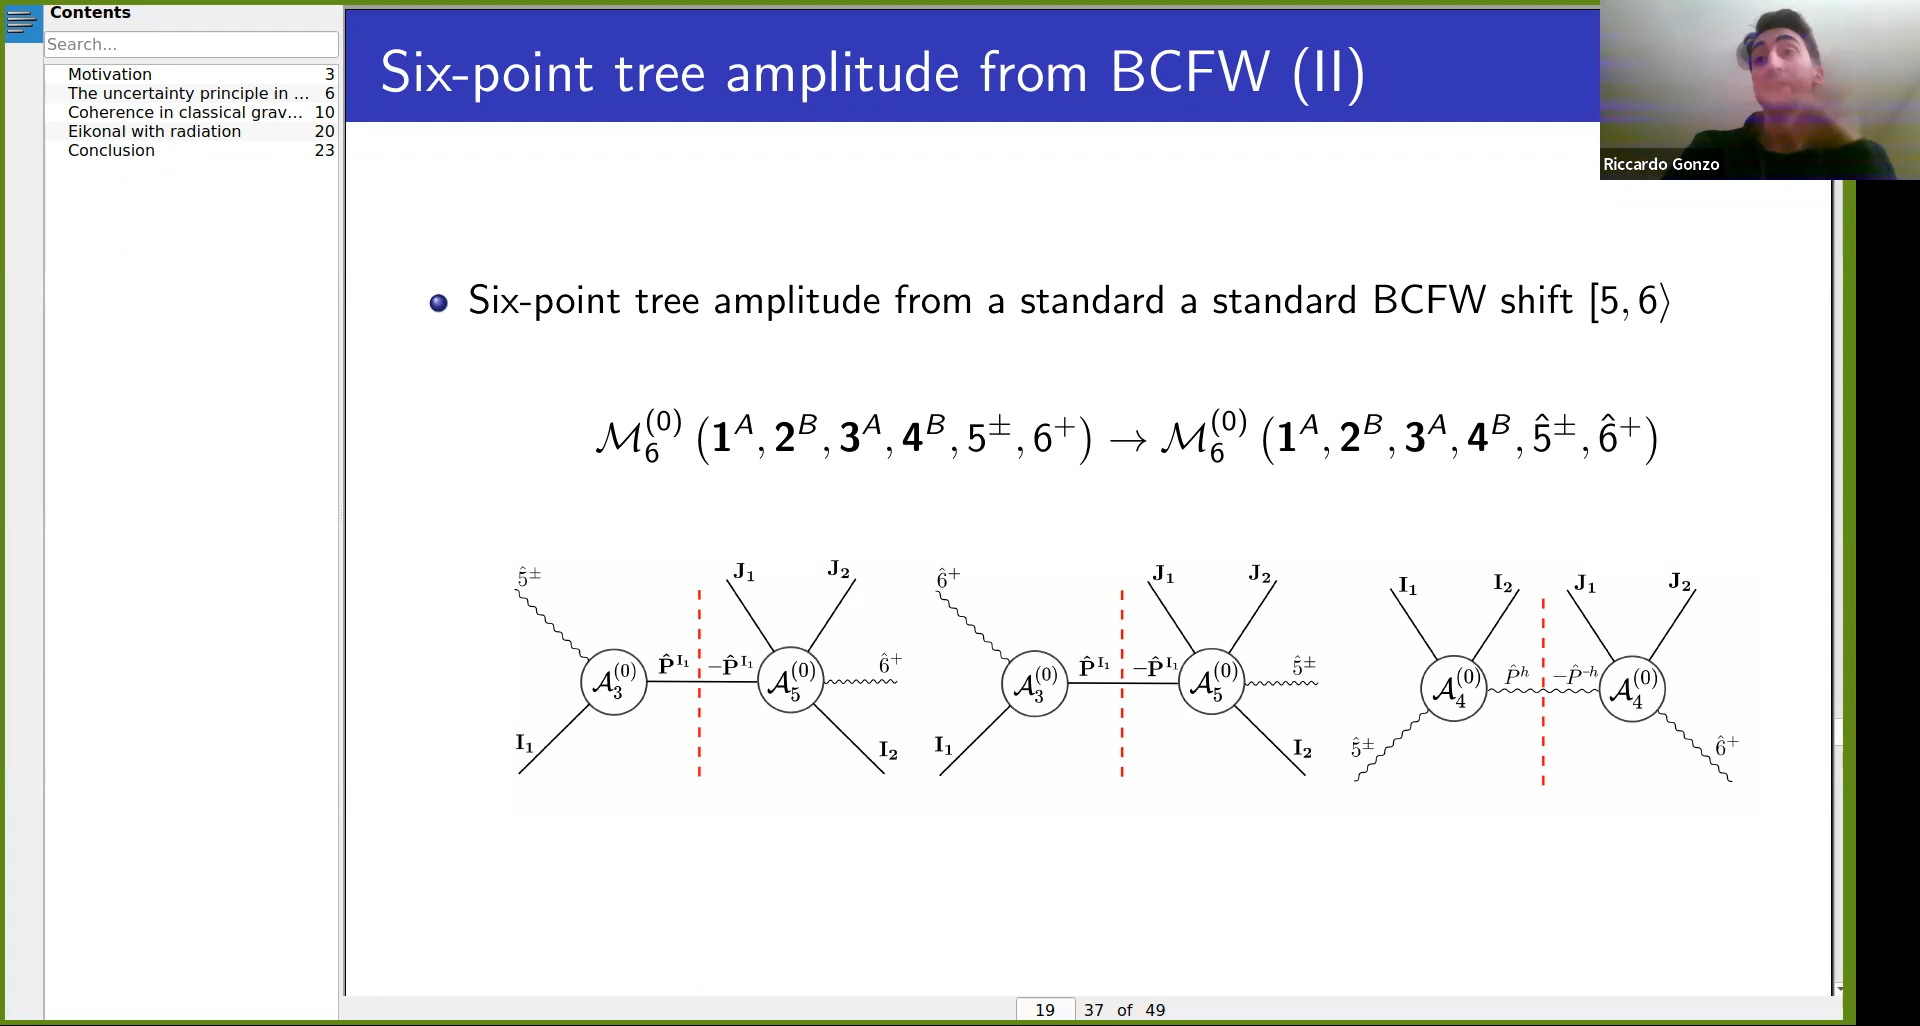 Contents
Search...
Motivation 3
The uncertainty principle in ... 6
Coherence in classical grav... 10
Eikonal with radiation 20
Conclusion 23
Six-point tree amplitude from BCFW (II)
Riccardo Gonzo
Six-point tree amplitude from a standard a standard BCFW shift [5, 6⟩
ℳ₆⁽⁰⁾ (𝟏ᴬ, 𝟐ᴮ, 𝟑ᴬ, 𝟒ᴮ, 5±, 6⁺) → ℳ₆⁽⁰⁾ (𝟏ᴬ, 𝟐ᴮ, 𝟑ᴬ, 𝟒ᴮ, 5̂±, 6̂⁺)
5̂± J₁ J₂ 6̂⁺ J₁ J₂ I₁ I₂ J₁ J₂
𝒜₃⁽⁰⁾ P̂^I₁ −P̂^I₁ 𝒜₅⁽⁰⁾ 6̂⁺ 𝒜₃⁽⁰⁾ P̂^I₁ −P̂^I₁ 𝒜₅⁽⁰⁾ 5̂± 𝒜₄⁽⁰⁾ P̂^h −P̂^-h 𝒜₄⁽⁰⁾
I₁ I₂ I₁ I₂ 5̂± 6̂⁺
19 37 of 49